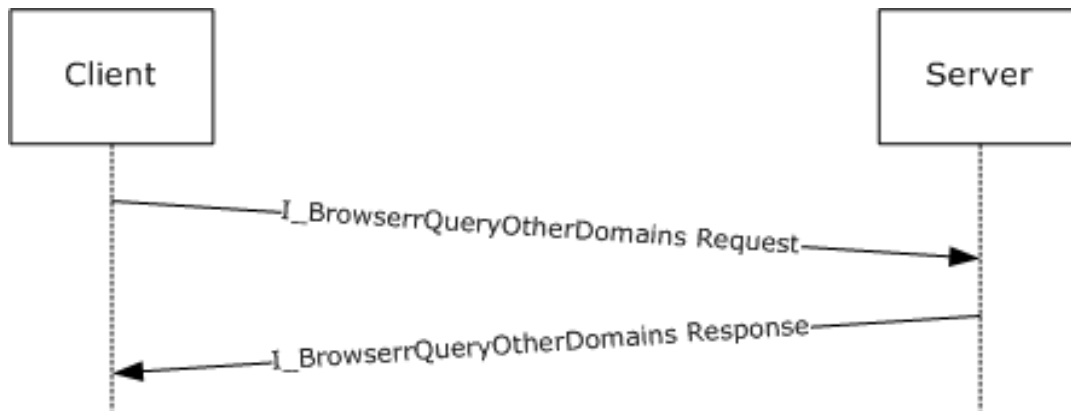 Client
Server
I_BrowserrQueryOtherDomains Request
I_BrowserrQueryOtherDomains Response